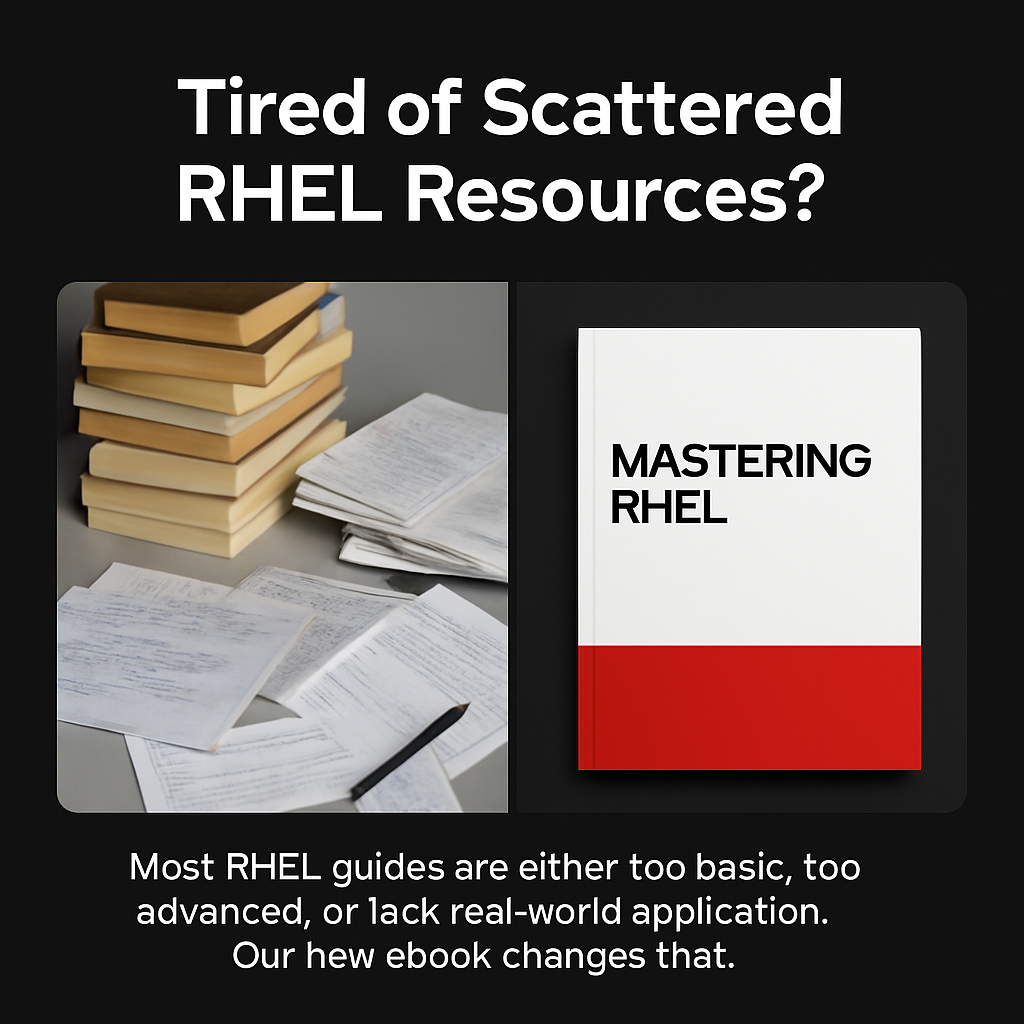 Tired of Scattered
RHEL Resources?
MASTERING
RHEL
Most RHEL guides are either too basic, too
advanced, or lack real-world application.
Our hew ebook changes that.